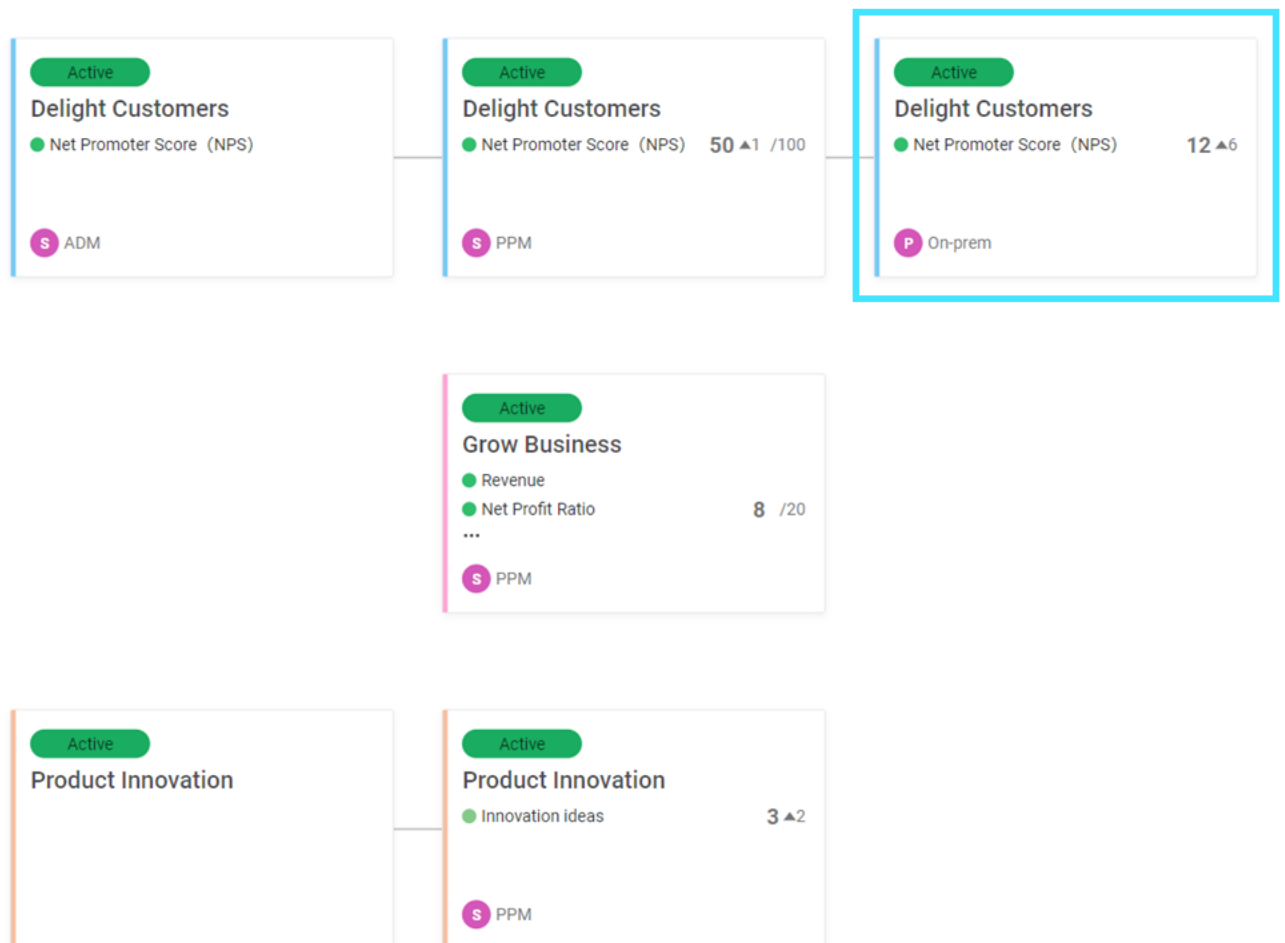 Active
Delight Customers
Net Promoter Score (NPS)
S ADM
Active
Delight Customers
Net Promoter Score (NPS) 50 ▲1 /100
S PPM
Active
Delight Customers
Net Promoter Score (NPS) 12 ▲6
P On-prem
Active
Grow Business
Revenue
Net Profit Ratio 8 /20
...
S PPM
Active
Product Innovation
Active
Product Innovation
Innovation ideas 3 ▲2
S PPM